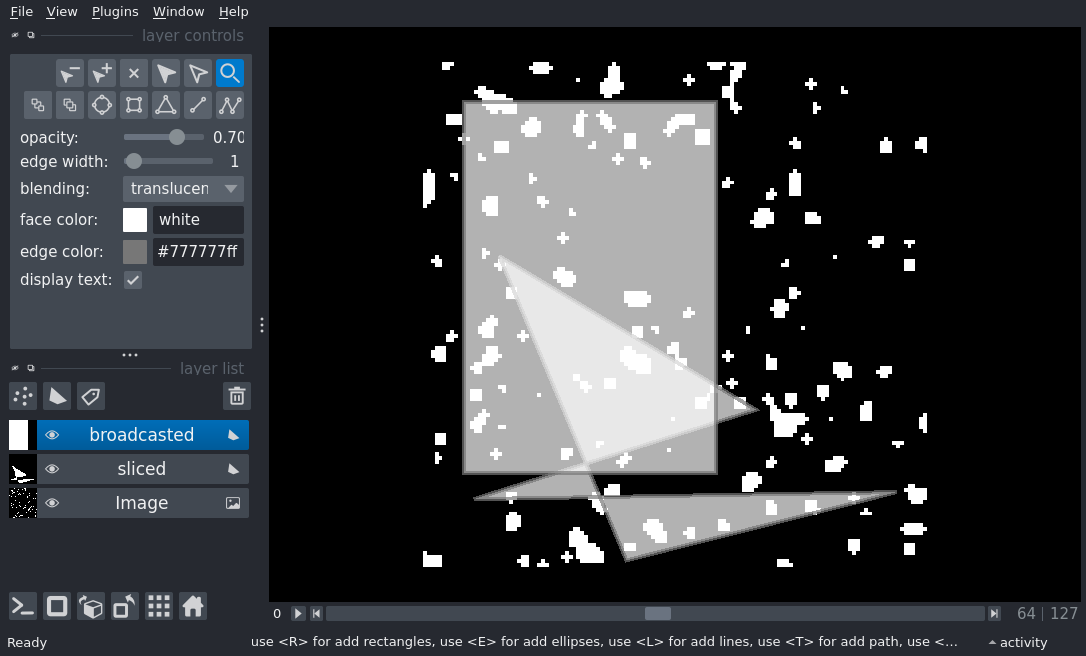 File View Plugins Window Help
layer controls
opacity: 0.70
edge width: 1
blending: translucen
face color: white
edge color: #777777ff
display text:
layer list
broadcasted
sliced
Image
0 64 127
Ready use <R> for add rectangles, use <E> for add ellipses, use <L> for add lines, use <T> for add path, use <... activity